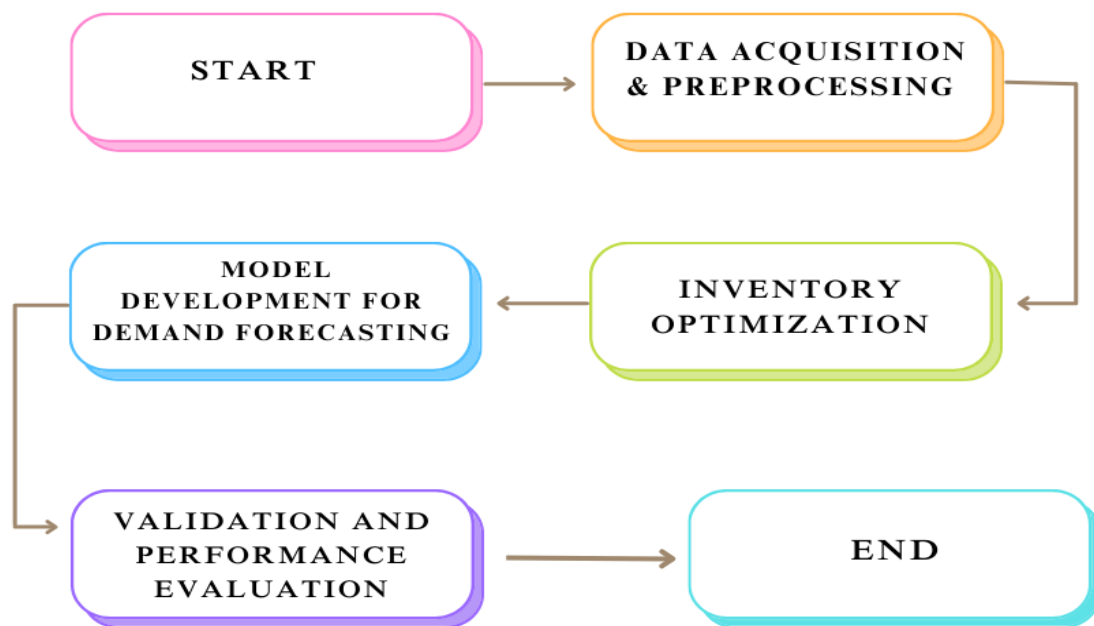 START
DATA ACQUISITION
& PREPROCESSING
INVENTORY
OPTIMIZATION
MODEL
DEVELOPMENT FOR
DEMAND FORECASTING
VALIDATION AND
PERFORMANCE
EVALUATION
END